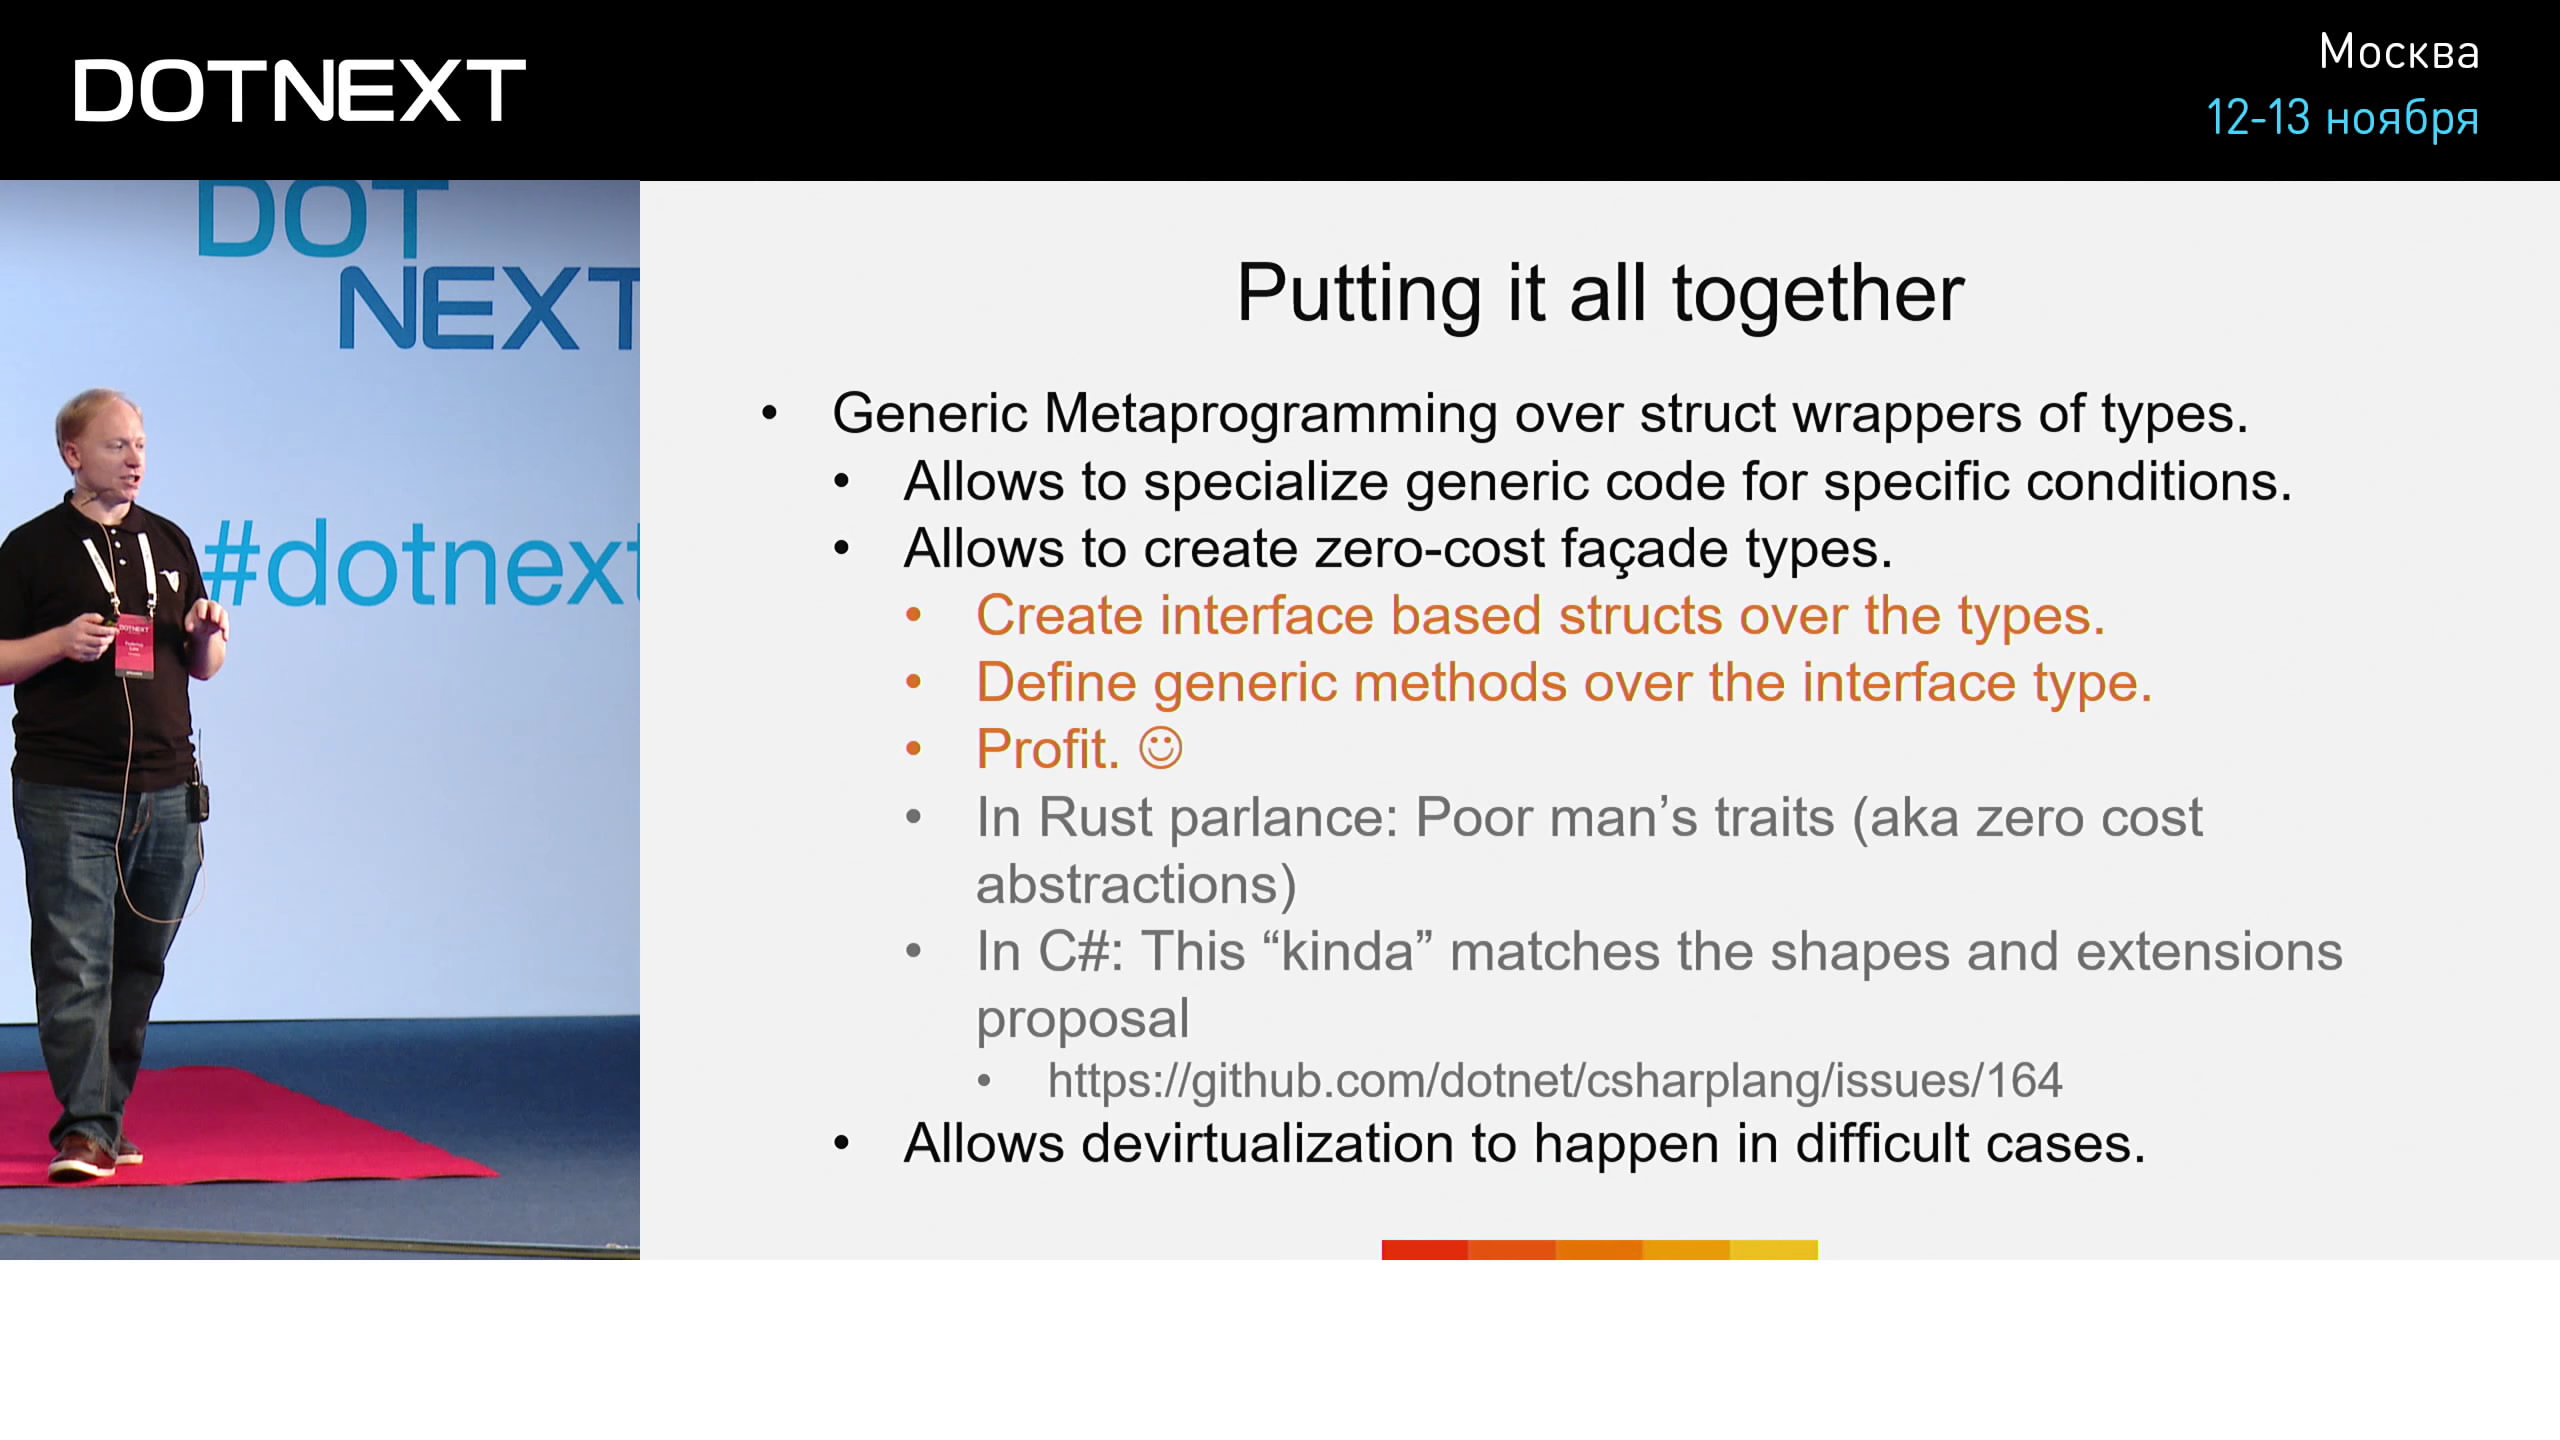 DOTNEXT
Москва
12-13 ноября
DOT
NEXT
#dotnext
DOTNEXT
Putting it all together
• Generic Metaprogramming over struct wrappers of types.
• Allows to specialize generic code for specific conditions.
• Allows to create zero-cost façade types.
• Create interface based structs over the types.
• Define generic methods over the interface type.
• Profit. ☺
• In Rust parlance: Poor man’s traits (aka zero cost
abstractions)
• In C#: This “kinda” matches the shapes and extensions
proposal
• https://github.com/dotnet/csharplang/issues/164
• Allows devirtualization to happen in difficult cases.